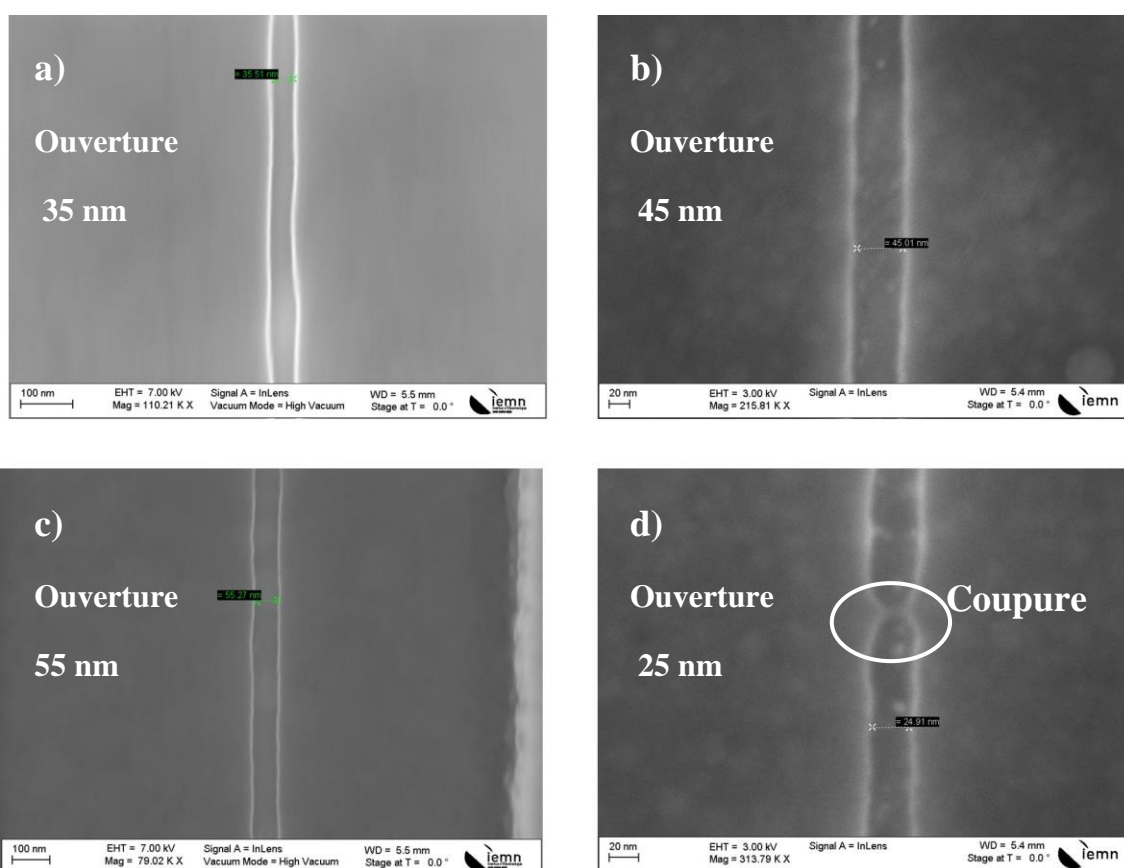 a)
Ouverture
35 nm
= 35.51 nm
100 nm
EHT = 7.00 kV
Mag = 110.21 K X
Signal A = InLens
Vacuum Mode = High Vacuum
WD = 5.5 mm
Stage at T = 0.0 °
iemn
b)
Ouverture
45 nm
= 45.01 nm
20 nm
EHT = 3.00 kV
Mag = 215.81 K X
Signal A = InLens
WD = 5.4 mm
Stage at T = 0.0 °
iemn
c)
Ouverture
55 nm
= 55.27 nm
100 nm
EHT = 7.00 kV
Mag = 79.02 K X
Signal A = InLens
Vacuum Mode = High Vacuum
WD = 5.5 mm
Stage at T = 0.0 °
iemn
d)
Ouverture
25 nm
Coupure
= 24.91 nm
20 nm
EHT = 3.00 kV
Mag = 313.79 K X
Signal A = InLens
WD = 5.4 mm
Stage at T = 0.0 °
iemn